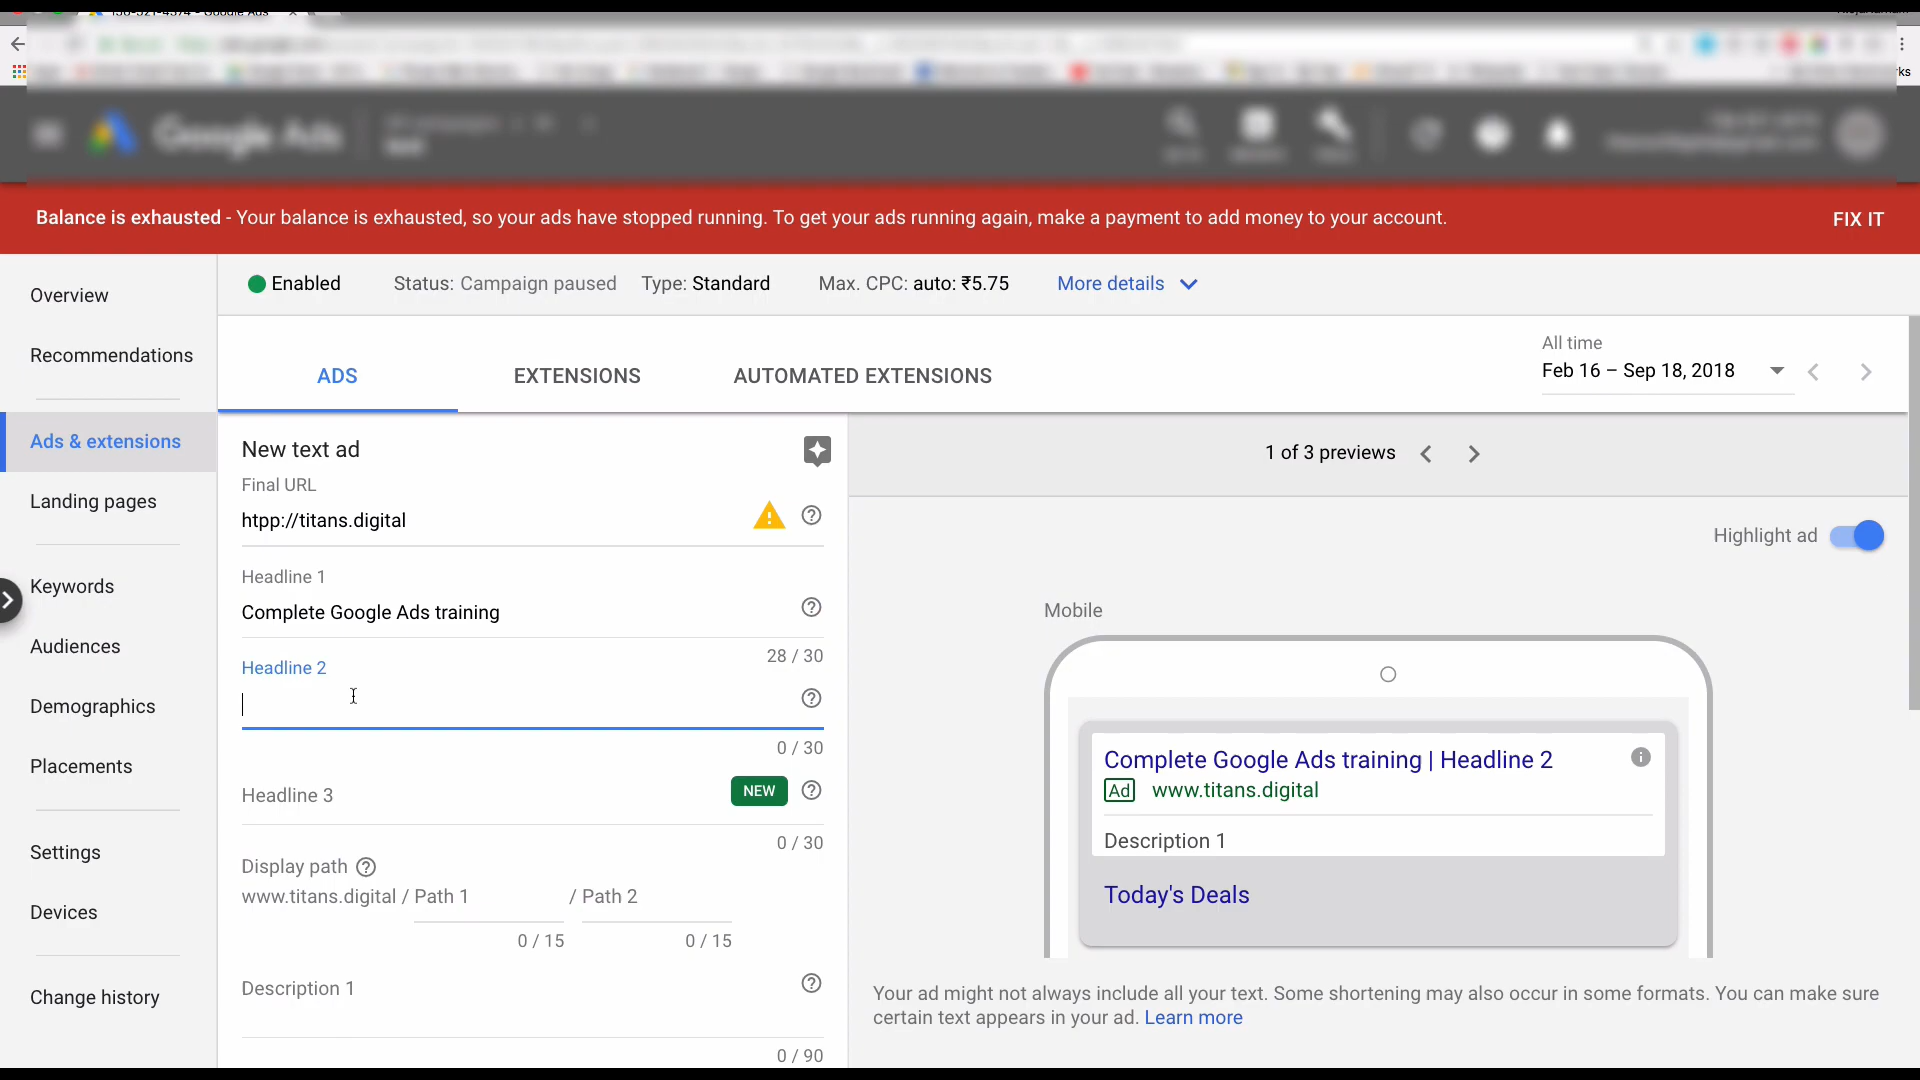 Google Ads
Balance is exhausted - Your balance is exhausted, so your ads have stopped running. To get your ads running again, make a payment to add money to your account.
FIX IT
Enabled
Status: Campaign paused
Type: Standard
Max. CPC: auto: ₹5.75
More details
Overview
Recommendations
Ads & extensions
Landing pages
Keywords
Audiences
Demographics
Placements
Settings
Devices
Change history
ADS
EXTENSIONS
AUTOMATED EXTENSIONS
All time
Feb 16 – Sep 18, 2018
New text ad
Final URL
htpp://titans.digital
Headline 1
Complete Google Ads training
28 / 30
Headline 2
0 / 30
Headline 3
NEW
0 / 30
Display path
www.titans.digital / Path 1 / Path 2
0 / 15 0 / 15
Description 1
0 / 90
1 of 3 previews
Highlight ad
Mobile
Complete Google Ads training | Headline 2
Ad www.titans.digital
Description 1
Today's Deals
Your ad might not always include all your text. Some shortening may also occur in some formats. You can make sure
certain text appears in your ad. Learn more